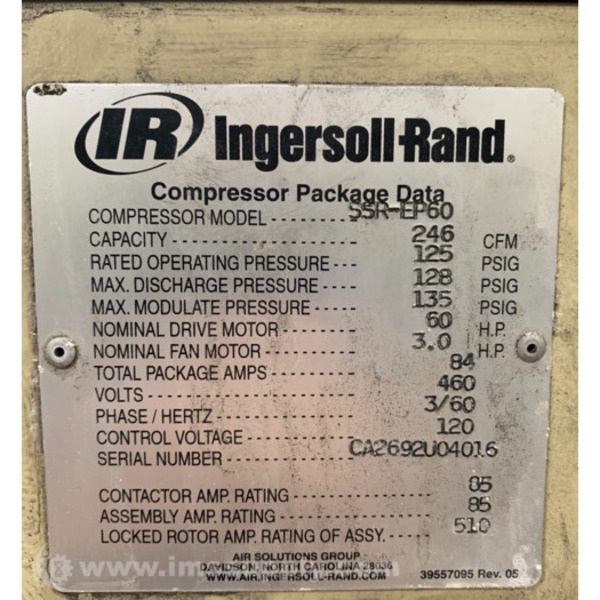 IR Ingersoll-Rand®
Compressor Package Data
COMPRESSOR MODEL -------- SSR-EP60
CAPACITY ---------------- 246 CFM
RATED OPERATING PRESSURE --- 125 PSIG
MAX. DISCHARGE PRESSURE ---- 128 PSIG
MAX. MODULATE PRESSURE ----- 135 PSIG
NOMINAL DRIVE MOTOR -------- 60 H.P.
NOMINAL FAN MOTOR ---------- 3.0 H.P.
TOTAL PACKAGE AMPS --------- 84
VOLTS ---------------------- 460
PHASE / HERTZ -------------- 3/60
CONTROL VOLTAGE ------------ 120
SERIAL NUMBER -------------- CA2692U04016
CONTACTOR AMP. RATING ---------------- 85
ASSEMBLY AMP. RATING ----------------- 85
LOCKED ROTOR AMP. RATING OF ASSY. ----- 510
AIR SOLUTIONS GROUP
DAVIDSON, NORTH CAROLINA 28036
WWW.AIR.INGERSOLL-RAND.COM 39557095 Rev. 05